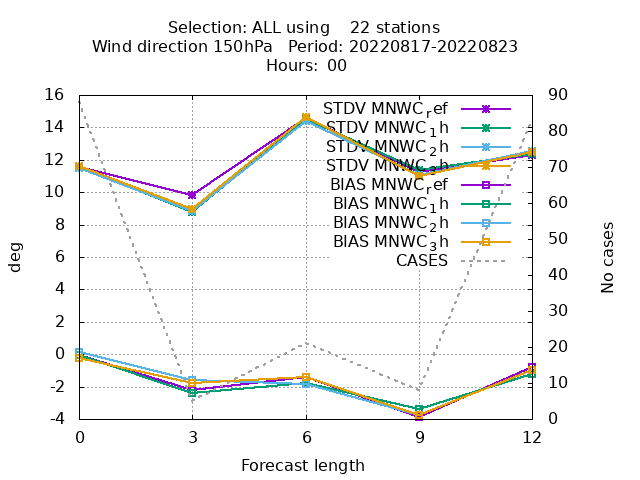 Selection: ALL using 22 stations
Wind direction 150hPa Period: 20220817-20220823
Hours: 00
16
14
12
10
8
6
4
2
0
-2
-4
90
80
70
60
50
40
30
20
10
0
deg
No cases
STDV MNWC_ref
STDV MNWC_1h
STDV MNWC_2h
STDV MNWC_3h
BIAS MNWC_ref
BIAS MNWC_1h
BIAS MNWC_2h
BIAS MNWC_3h
CASES
0 3 6 9 12
Forecast length